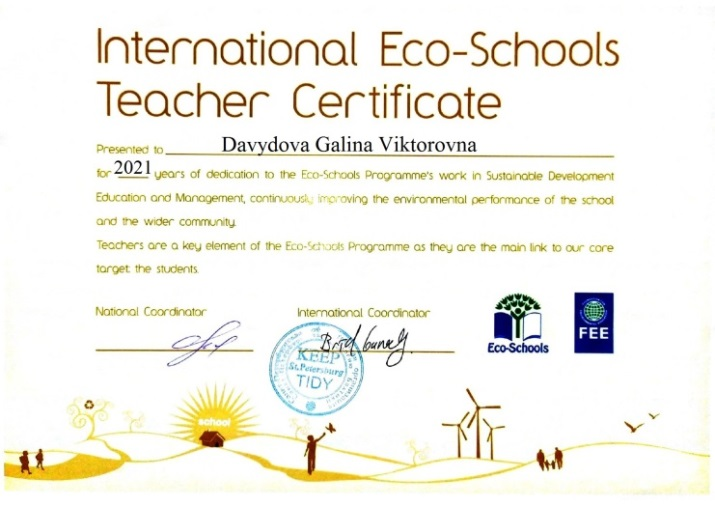 International Eco-Schools
Teacher Certificate
Presented to Davydova Galina Viktorovna
for 2021 years of dedication to the Eco-Schools Programme's work in Sustainable Development
Education and Management, continuously improving the environmental performance of the school
and the wider community.
Teachers are a key element of the Eco-Schools Programme as they are the main link to our core
target: the students.
National Coordinator International Coordinator
KEEP
St. Petersburg
TIDY
Eco-Schools
FEE
school